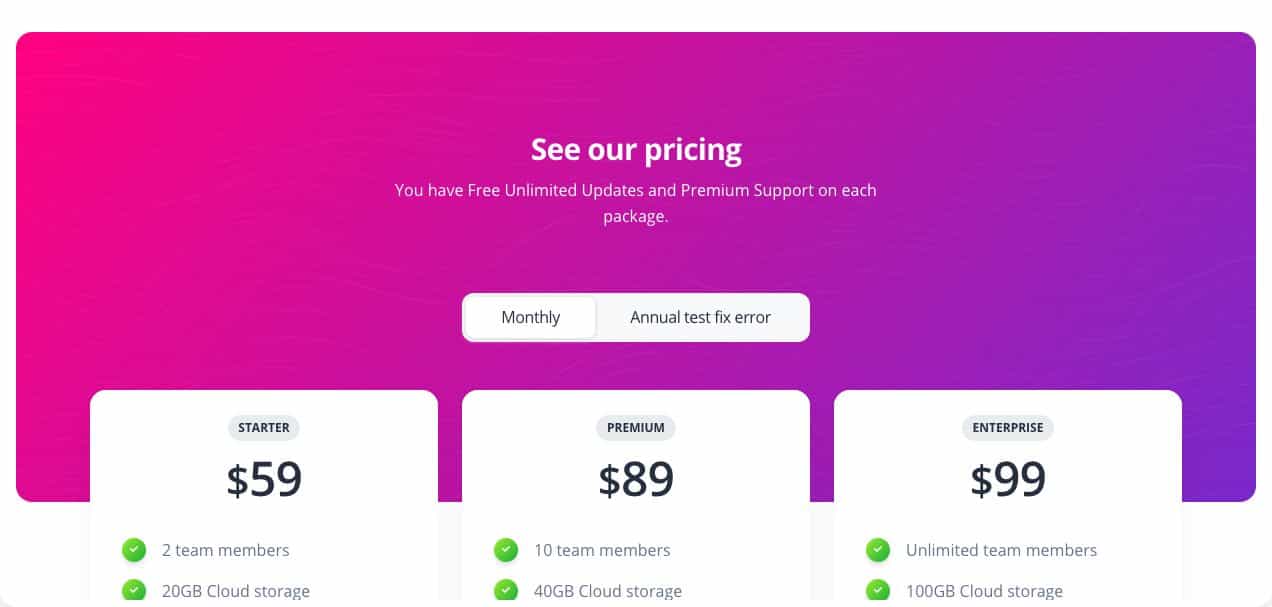 See our pricing
You have Free Unlimited Updates and Premium Support on each
package.
Monthly
Annual test fix error
STARTER
$59
2 team members
20GB Cloud storage
PREMIUM
$89
10 team members
40GB Cloud storage
ENTERPRISE
$99
Unlimited team members
100GB Cloud storage